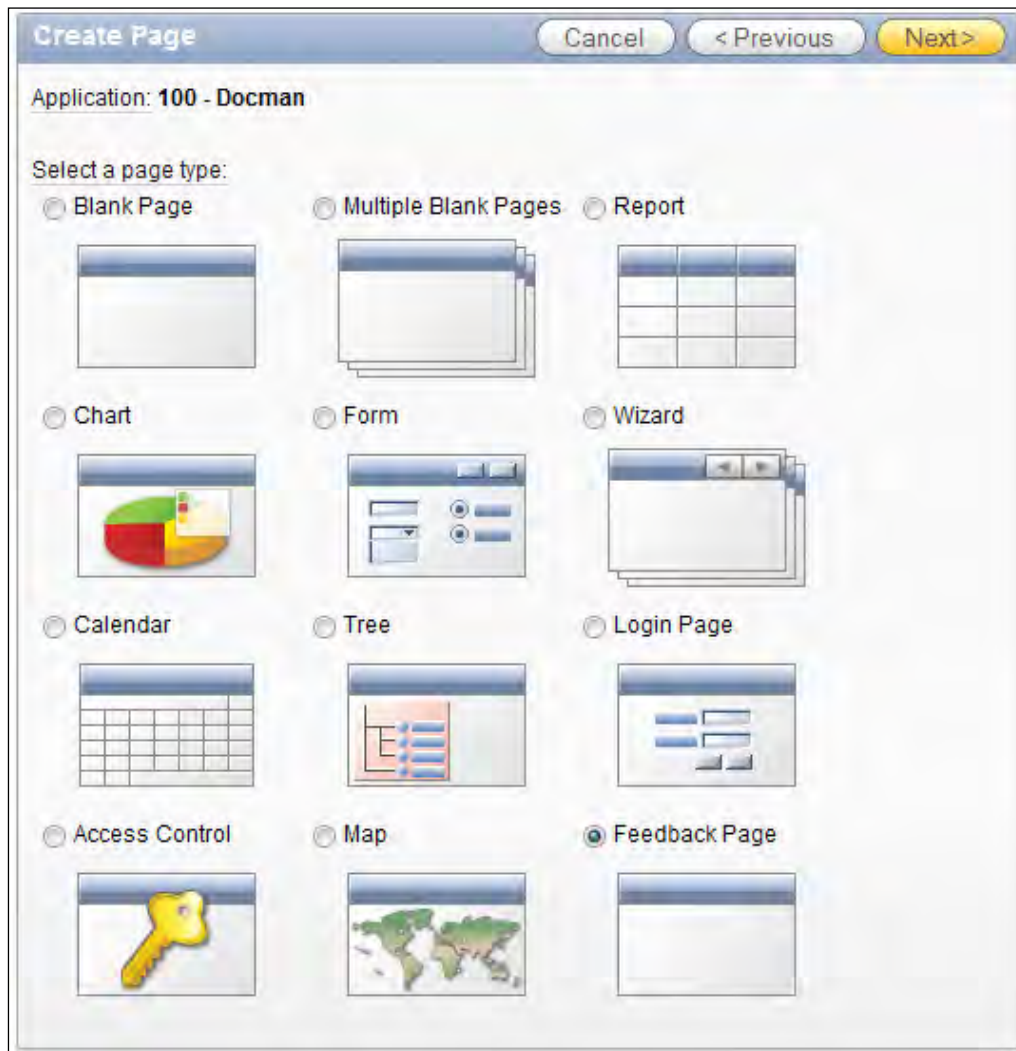 Create Page
Cancel
< Previous
Next >
Application: 100 - Docman
Select a page type:
Blank Page
Multiple Blank Pages
Report
Chart
Form
Wizard
Calendar
Tree
Login Page
Access Control
Map
Feedback Page